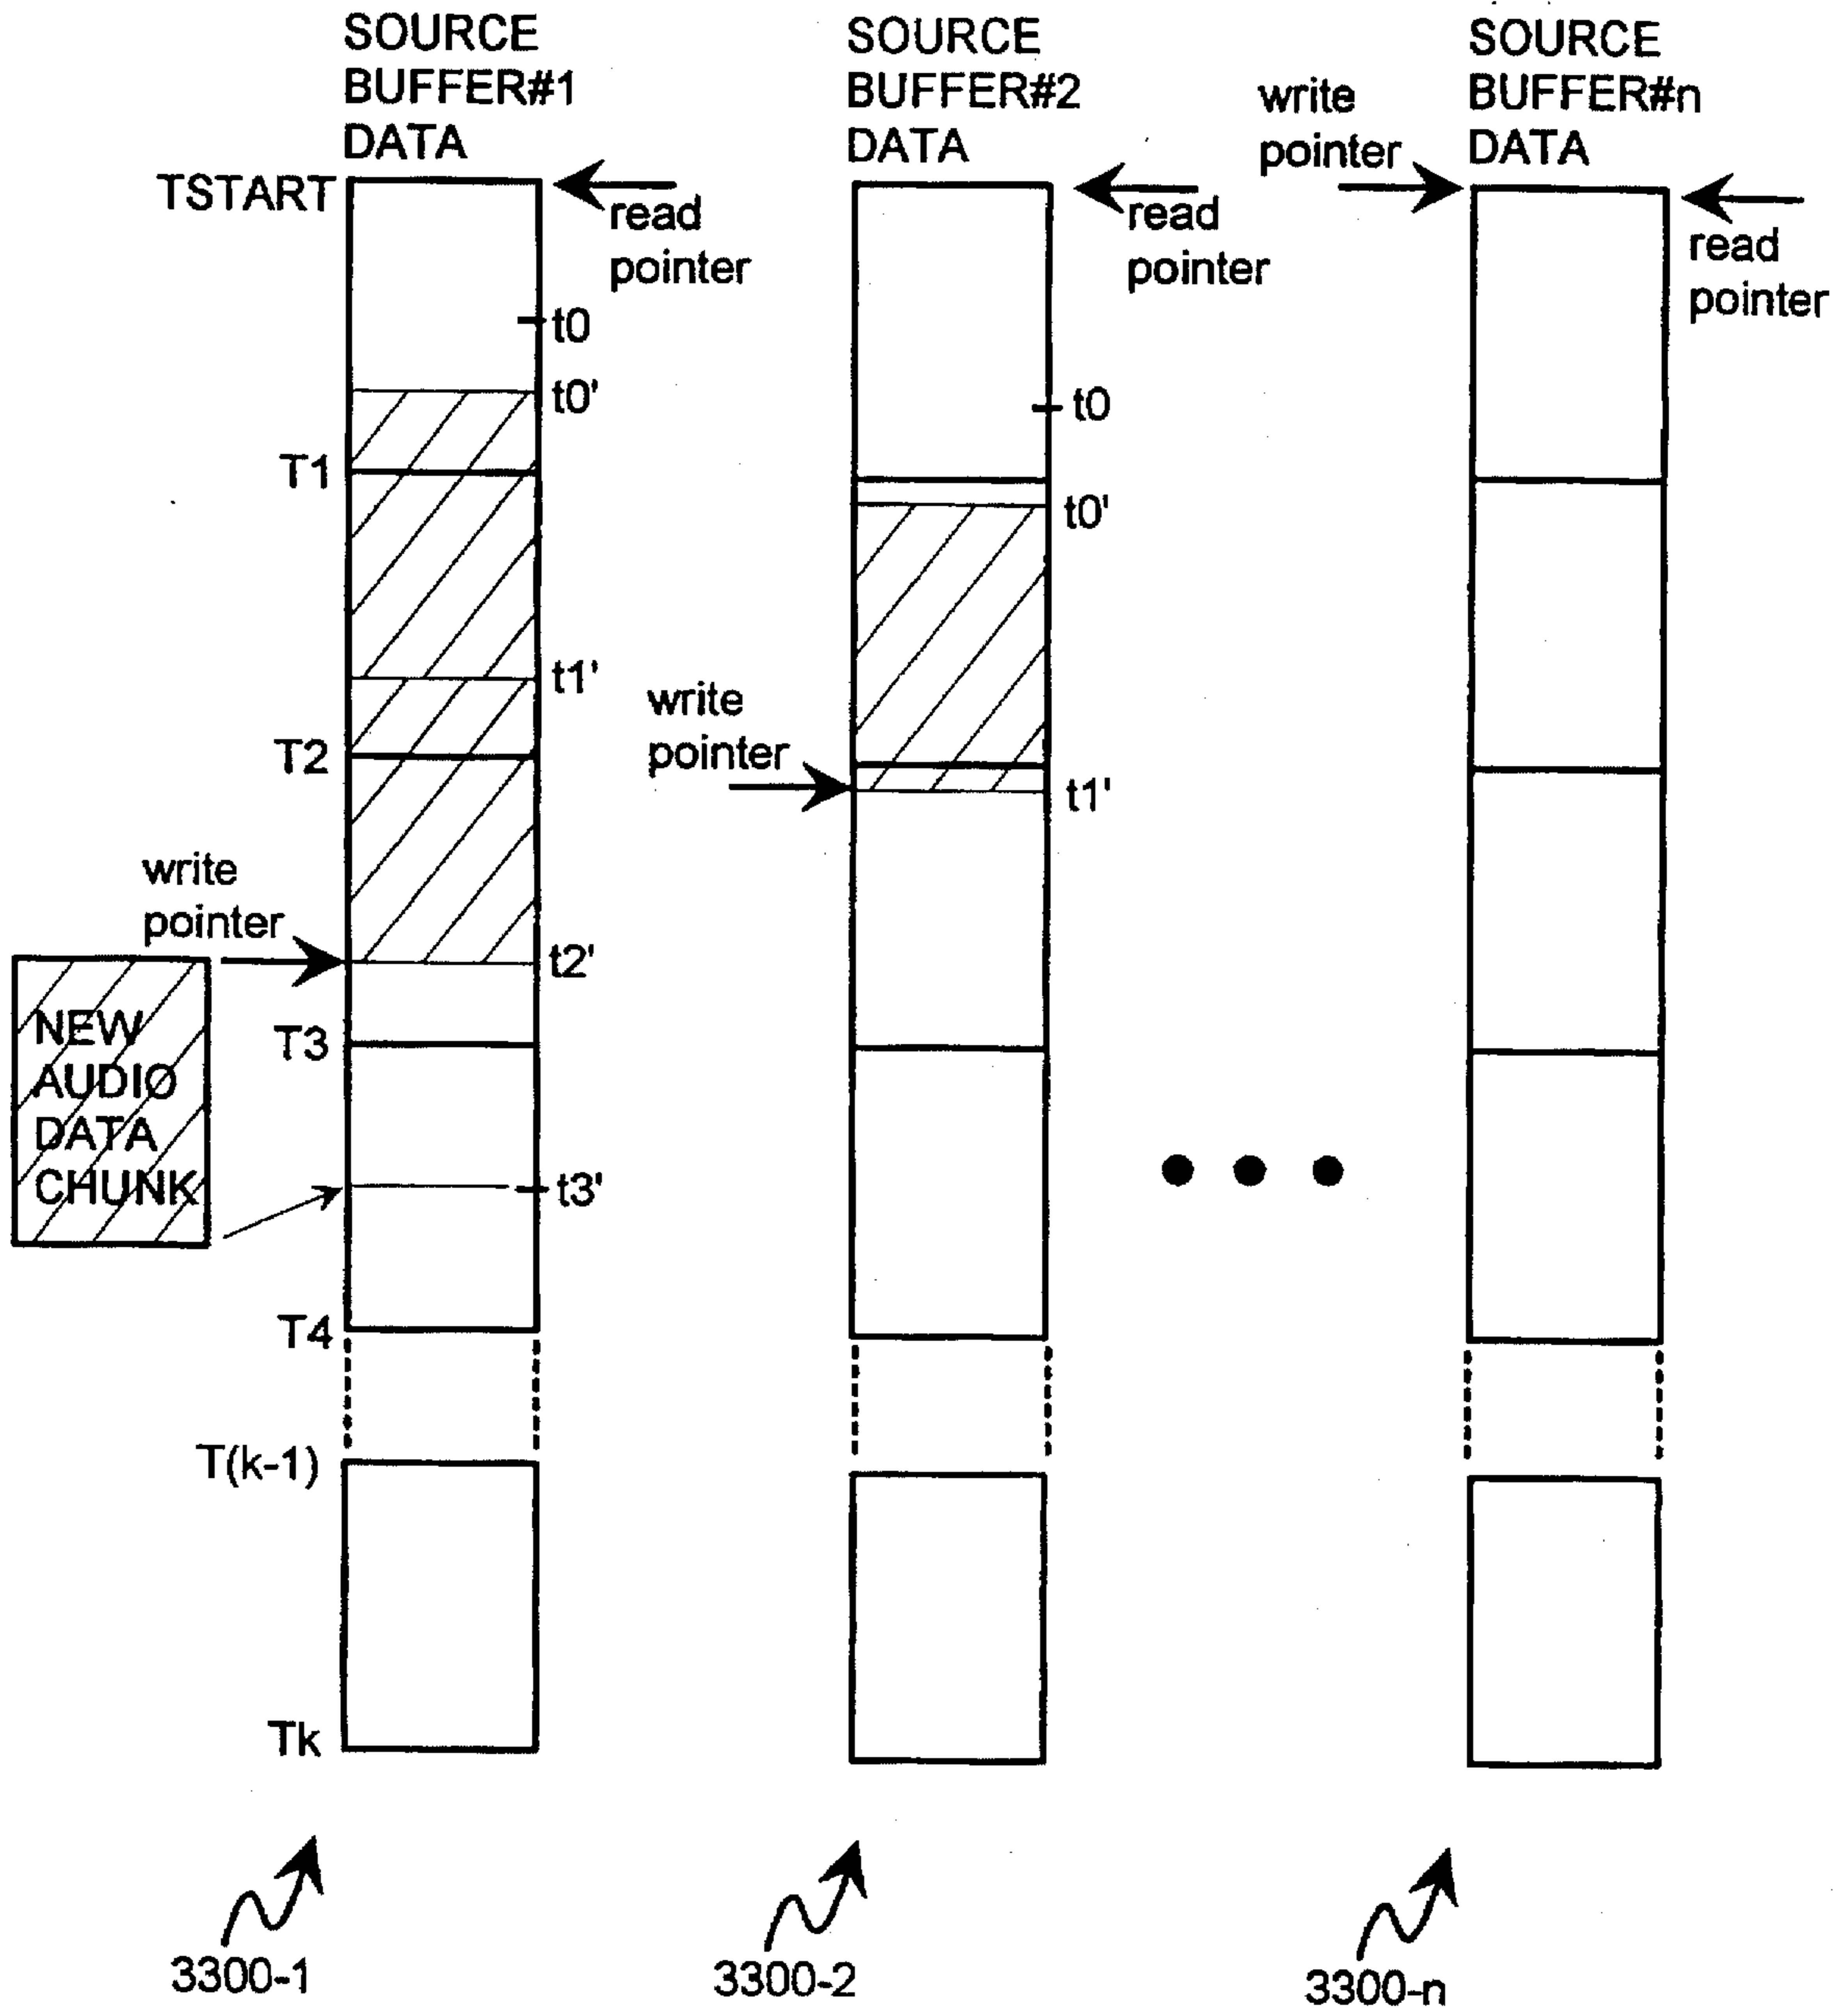 SOURCE
BUFFER#1
DATA
SOURCE
BUFFER#2
DATA
write
pointer
SOURCE
BUFFER#n
DATA
TSTART
read
pointer
read
pointer
read
pointer
t0
t0'
t0
T1
t0'
t1'
write
pointer
T2
t1'
write
pointer
t2'
NEW
AUDIO
DATA
CHUNK
T3
t3'
T4
T(k-1)
Tk
3300-1
3300-2
3300-n